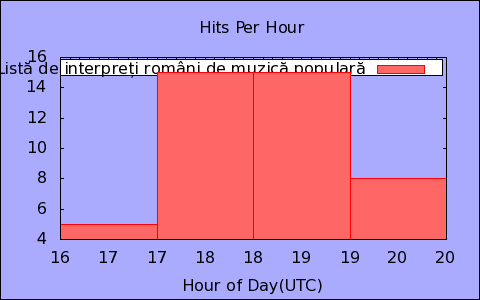 Hits Per Hour
16
Listă de interpreți români de muzică populară
14
12
10
8
6
4
16 17 17 18 18 19 19 20 20
Hour of Day(UTC)